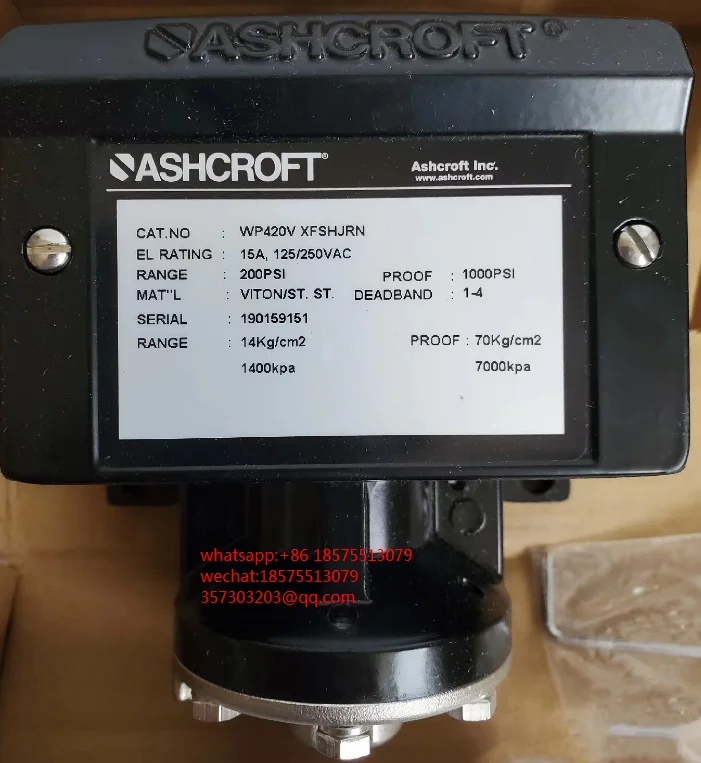 ASHCROFT®
ASHCROFT® Ashcroft Inc.
www.ashcroft.com
CAT.NO : WP420V XFSHJRN
EL RATING : 15A, 125/250VAC
RANGE : 200PSI PROOF : 1000PSI
MAT"L : VITON/ST. ST. DEADBAND : 1-4
SERIAL : 190159151
RANGE : 14Kg/cm2 PROOF : 70Kg/cm2
1400kpa 7000kpa
whatsapp:+86 18575513079
wechat:18575513079
357303203@qq.com